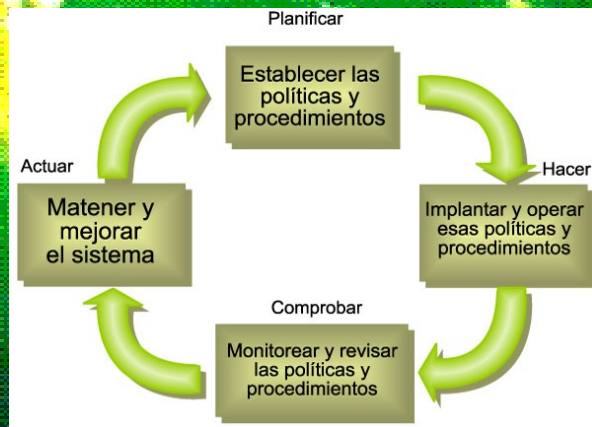 Planificar
Establecer las
políticas y
procedimientos
Hacer
Implantar y operar
esas políticas y
procedimientos
Comprobar
Monitorear y revisar
las políticas y
procedimientos
Actuar
Matener y
mejorar
el sistema